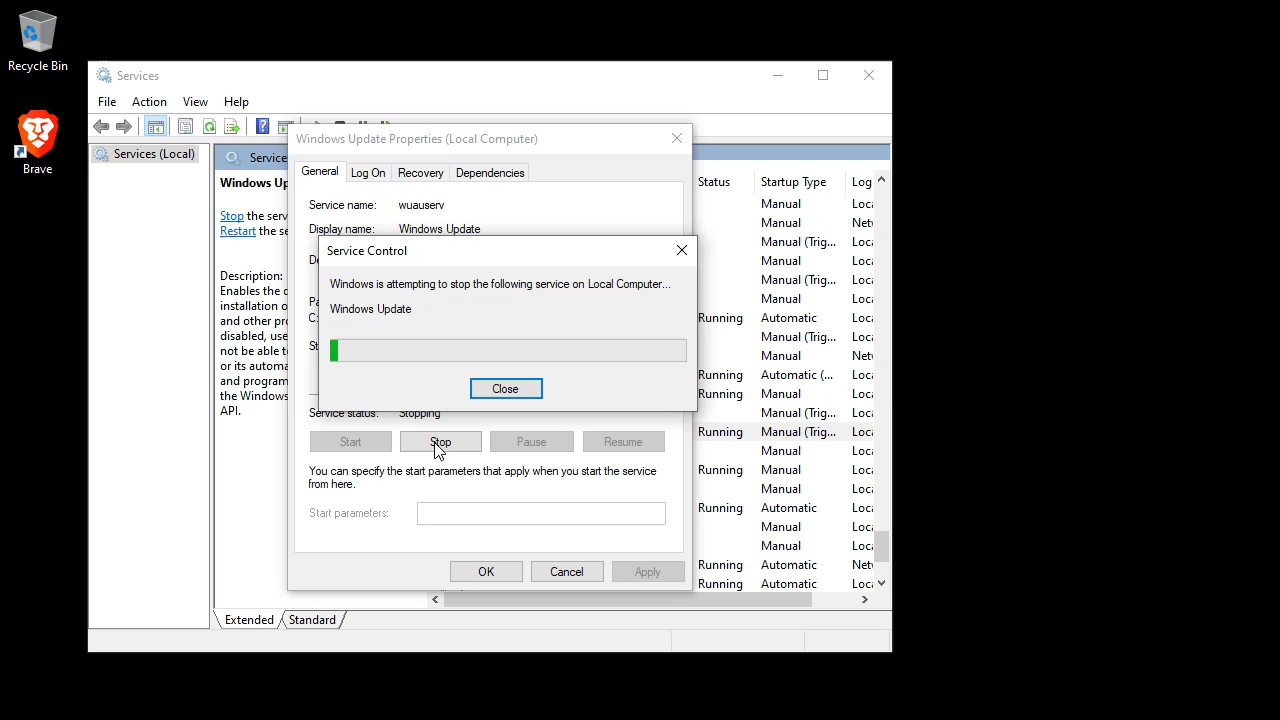 Recycle Bin
Brave
Services
File Action View Help
Services (Local)
Service
Windows Up
Stop the serv
Restart the se
Description:
Enables the d
installation o
and other pro
disabled, use
not be able to
or its automa
and program
the Windows
API.
Windows Update Properties (Local Computer)
General Log On Recovery Dependencies
Service name: wuauserv
Display name: Windows Update
De
Pa
C:
St
Service Control
Windows is attempting to stop the following service on Local Computer...
Windows Update
Close
Service status: Stopping
Start Stop Pause Resume
You can specify the start parameters that apply when you start the service
from here.
Start parameters:
OK Cancel Apply
Status Startup Type Log
Manual Loca
Manual Net
Manual (Trig... Loca
Manual Loca
Manual (Trig... Loca
Manual Loca
Running Automatic Loca
Manual (Trig... Loca
Manual Net
Running Automatic (... Loca
Running Manual Loca
Manual (Trig... Loca
Running Manual (Trig... Loca
Manual Loca
Running Manual Loca
Manual Loca
Running Automatic Loca
Manual Loca
Manual Loca
Running Automatic Net
Running Automatic Loca
Extended Standard